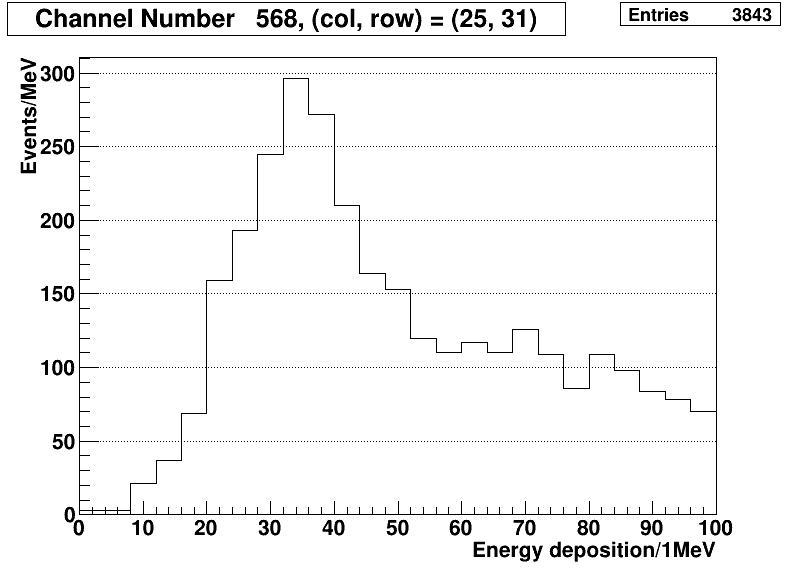 Channel Number 568, (col, row) = (25, 31)
Entries 3843
Events/MeV
300
250
200
150
100
50
0
0 10 20 30 40 50 60 70 80 90 100
Energy deposition/1MeV